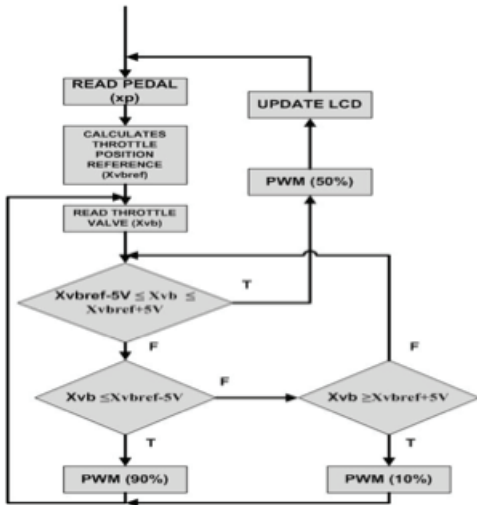 READ PEDAL
(xp)
UPDATE LCD
CALCULATES
THROTTLE
POSITION
REFERENCE
(Xvbref)
PWM (50%)
READ THROTTLE
VALVE (Xvb)
Xvbref-5V ≤ Xvb ≤
Xvbref+5V
T
F
F
Xvb ≤Xvbref-5V
F
Xvb ≥Xvbref+5V
T
T
PWM (90%)
PWM (10%)